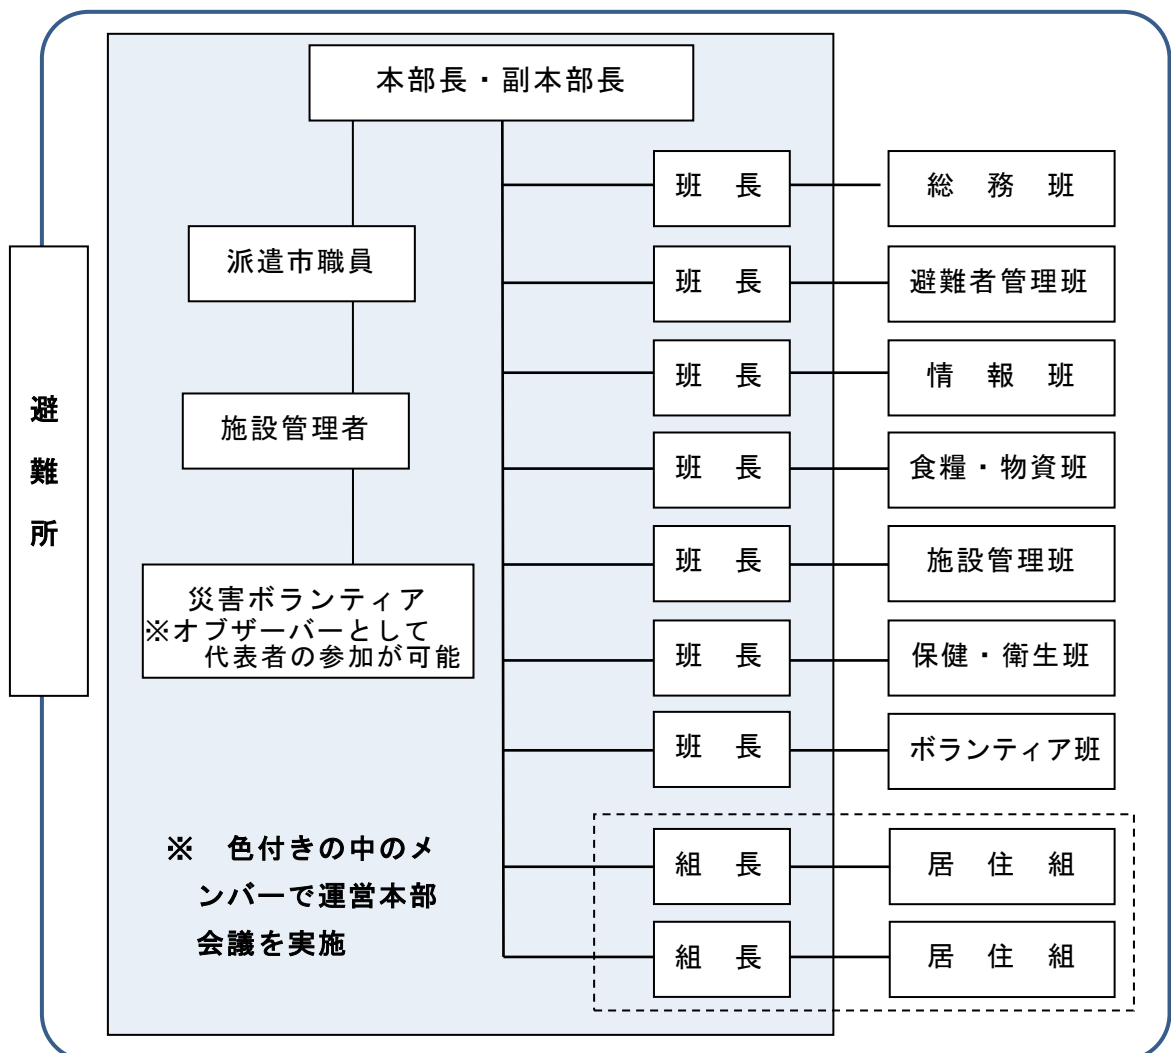 本部長・副本部長
班　長
総　務　班
派遣市職員
班　長
避難者管理班
班　長
情　報　班
避難所
施設管理者
班　長
食糧・物資班
班　長
施設管理班
災害ボランティア
※オブザーバーとして
代表者の参加が可能
班　長
保健・衛生班
班　長
ボランティア班
※　色付きの中のメ
ンバーで運営本部
会議を実施
組　長
居　住　組
組　長
居　住　組